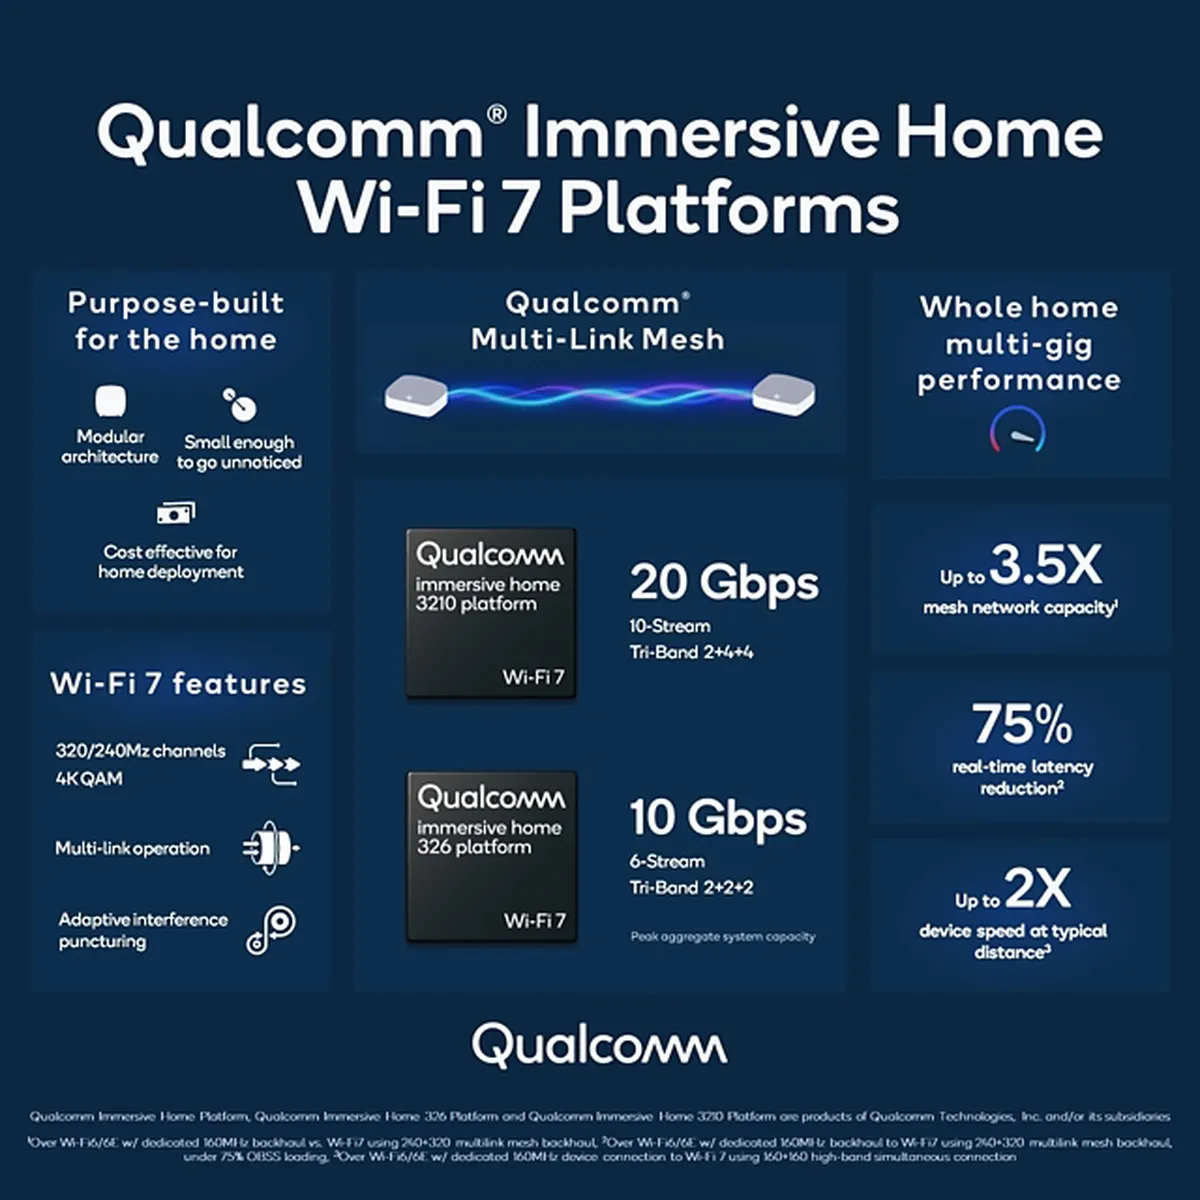 Qualcomm® Immersive Home
Wi-Fi 7 Platforms
Purpose-built
for the home
Modular
architecture
Small enough
to go unnoticed
Cost effective for
home deployment
Wi-Fi 7 features
320/240Mz channels
4K QAM
Multi-link operation
Adaptive interference
puncturing
Qualcomm®
Multi-Link Mesh
Qualcomm
immersive home
3210 platform
Wi-Fi 7
20 Gbps
10-Stream
Tri-Band 2+4+4
Qualcomm
immersive home
326 platform
Wi-Fi 7
10 Gbps
6-Stream
Tri-Band 2+2+2
Peak aggregate system capacity
Whole home
multi-gig
performance
Up to 3.5X
mesh network capacity¹
75%
real-time latency
reduction²
Up to 2X
device speed at typical
distance³
Qualcomm
Qualcomm Immersive Home Platform, Qualcomm Immersive Home 326 Platform and Qualcomm Immersive Home 3210 Platform are products of Qualcomm Technologies, Inc. and/or its subsidiaries
¹Over Wi-Fi6/6E w/ dedicated 160MHz backhaul vs. Wi-Fi7 using 240+320 multilink mesh backhaul, ²Over Wi-Fi6/6E w/ dedicated 160MHz backhaul to Wi-Fi7 using 240+320 multilink mesh backhaul,
under 75% OBSS loading, ³Over Wi-Fi6/6E w/ dedicated 160MHz device connection to Wi-Fi 7 using 160+160 high-band simultaneous connection